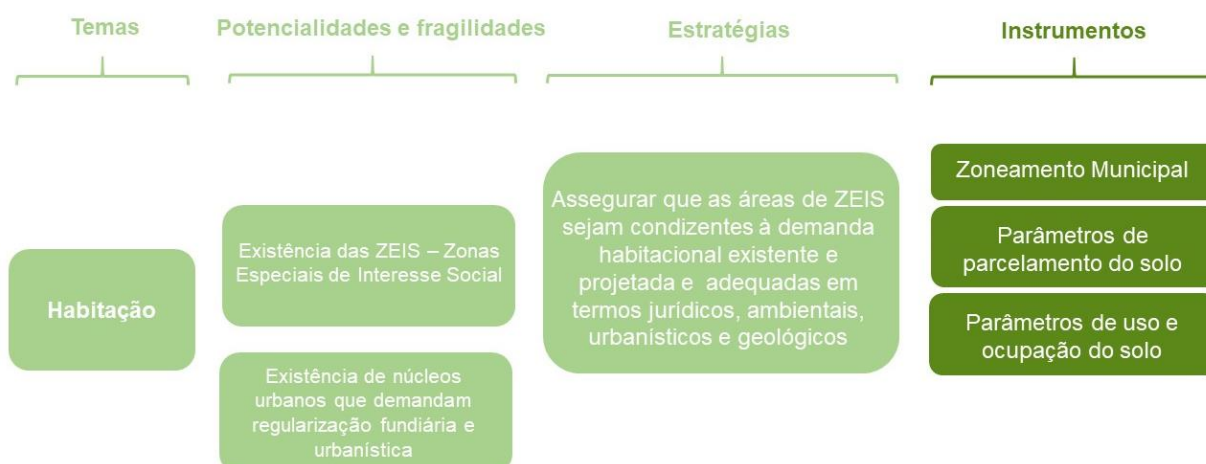 Temas
Potencialidades e fragilidades
Estratégias
Instrumentos
Habitação
Existência das ZEIS – Zonas
Especiais de Interesse Social
Existência de núcleos
urbanos que demandam
regularização fundiária e
urbanística
Assegurar que as áreas de ZEIS
sejam condizentes à demanda
habitacional existente e
projetada e adequadas em
termos jurídicos, ambientais,
urbanísticos e geológicos
Zoneamento Municipal
Parâmetros de
parcelamento do solo
Parâmetros de uso e
ocupação do solo